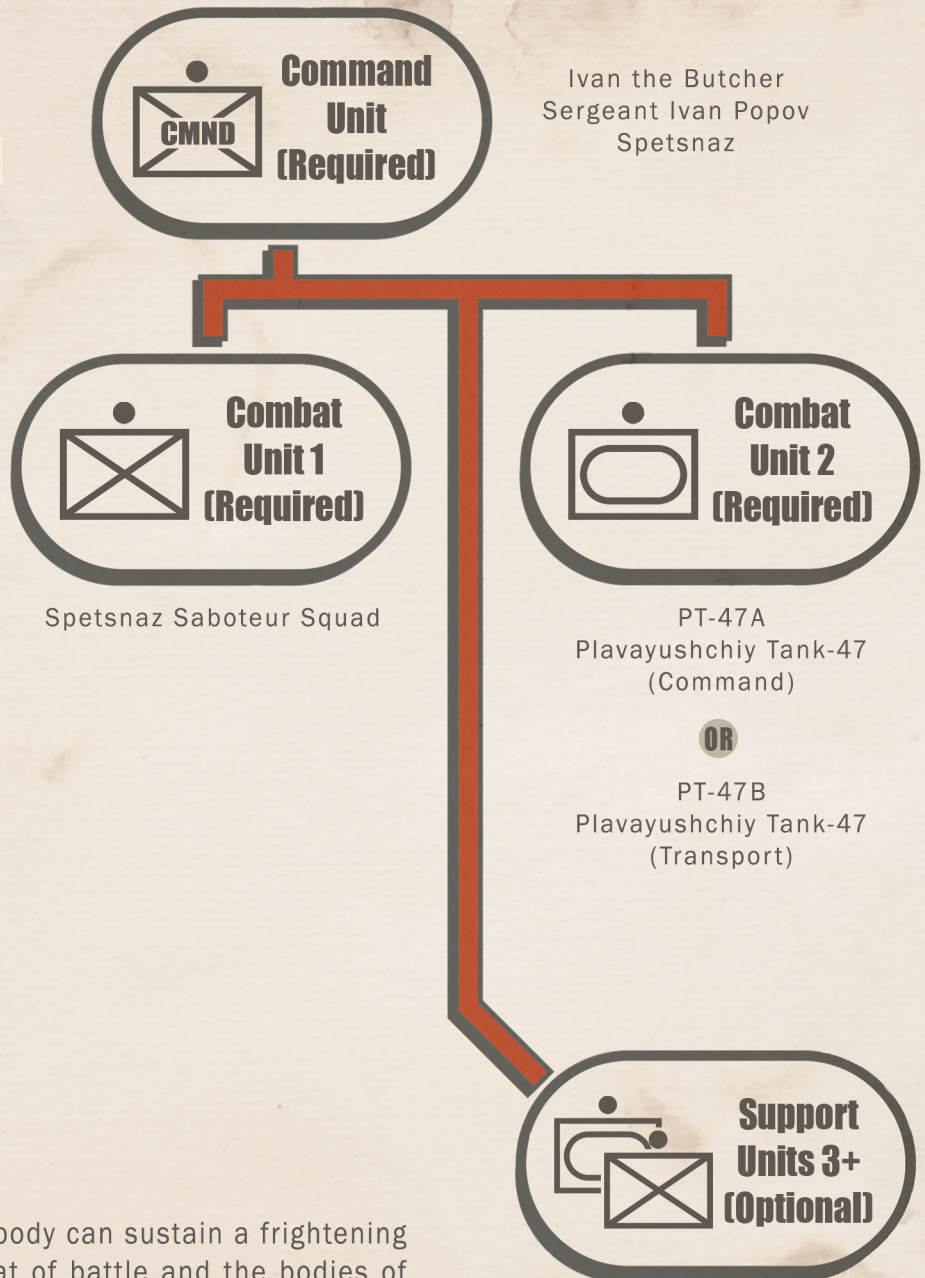 Command
Unit
(Required)
CMND
Ivan the Butcher
Sergeant Ivan Popov
Spetsnaz
Combat
Unit 1
(Required)
Spetsnaz Saboteur Squad
Combat
Unit 2
(Required)
PT-47A
Plavayushchiy Tank-47
(Command)
OR
PT-47B
Plavayushchiy Tank-47
(Transport)
Support
Units 3+
(Optional)
body can sustain a frightening
of battle and the bodies of